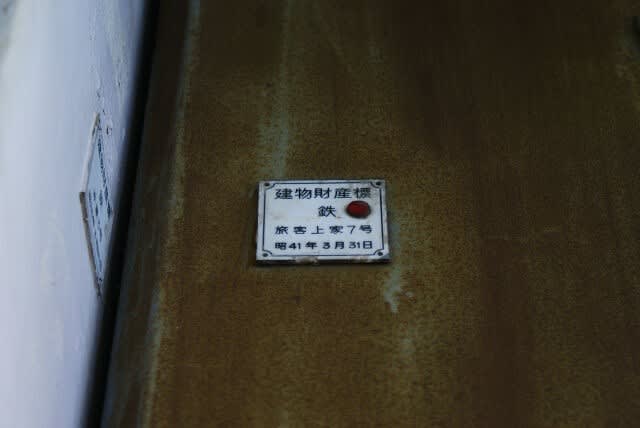 建物財産標
鉄
旅客上家7号
昭41年3月31日